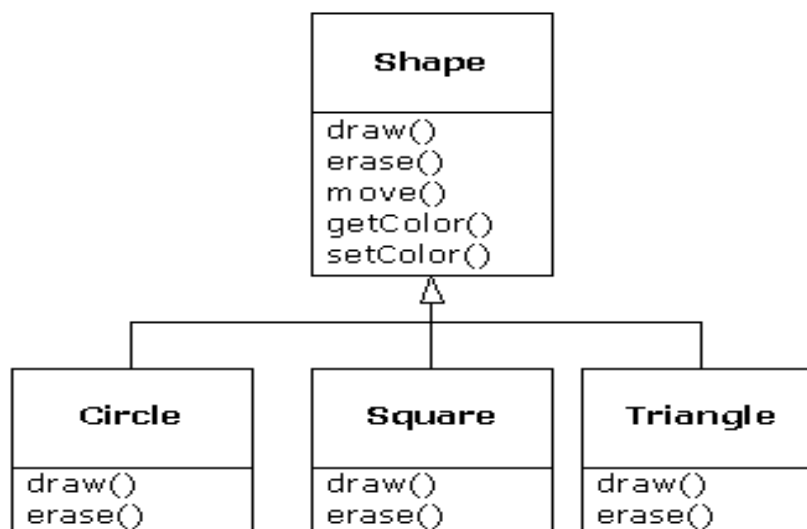 Shape
draw()
erase()
move()
getColor()
setColor()
Circle
draw()
erase()
Square
draw()
erase()
Triangle
draw()
erase()